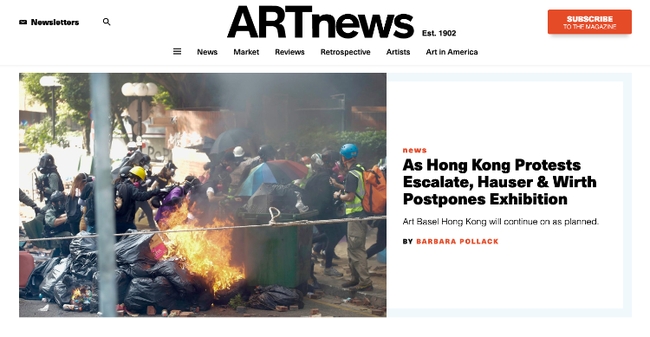 Newsletters
ARTnews
Est. 1902
SUBSCRIBE
TO THE MAGAZINE
News Market Reviews Retrospective Artists Art in America
news
As Hong Kong Protests
Escalate, Hauser & Wirth
Postpones Exhibition
Art Basel Hong Kong will continue on as planned.
BY BARBARA POLLACK